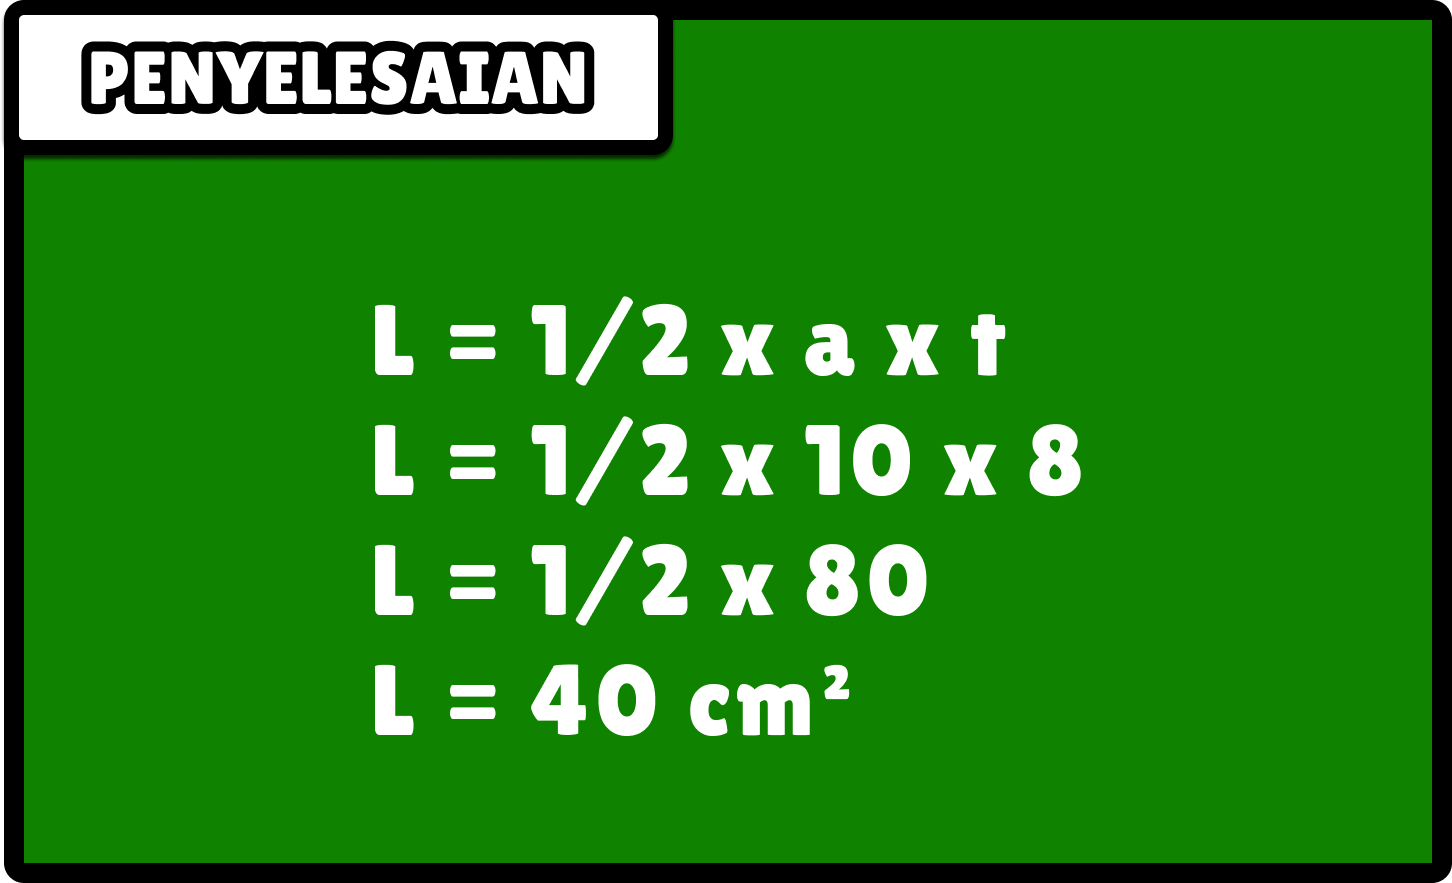 PENYELESAIAN
L = 1/2 x a x t
L = 1/2 x 10 x 8
L = 1/2 x 80
L = 40 cm²